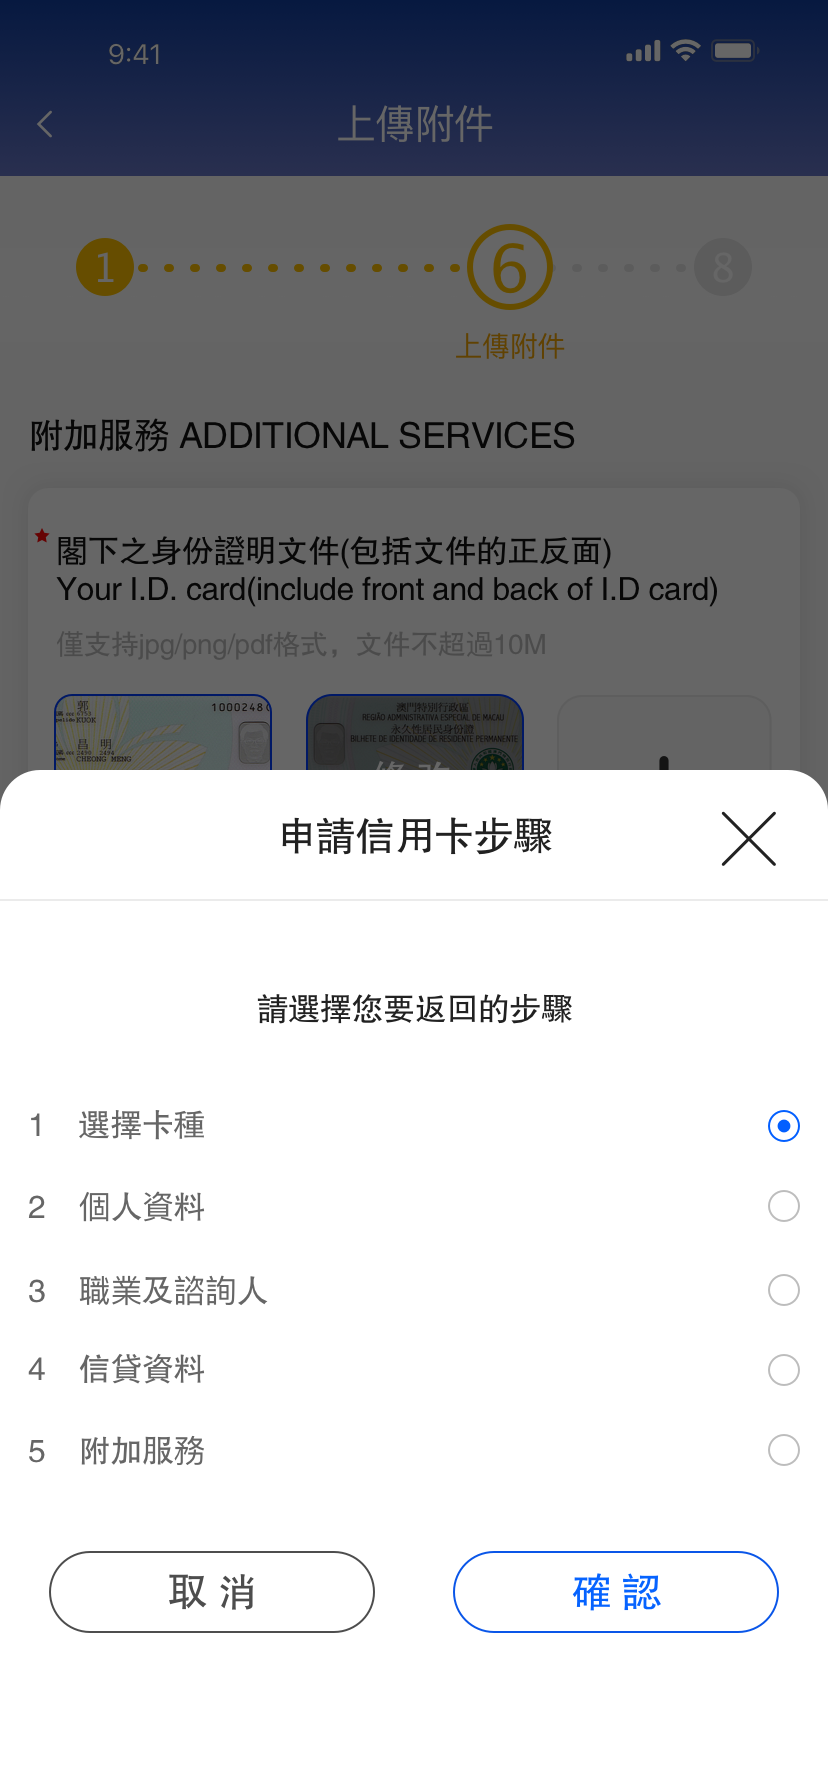 9:41
上傳附件
1
6
8
上傳附件
附加服務 ADDITIONAL SERVICES
閣下之身份證明文件(包括文件的正反面)
Your I.D. card(include front and back of I.D card)
僅支持jpg/png/pdf格式，文件不超過10M
郭
KUOK
1000248
昌 明
CHEONG MENG
澳門特別行政區
REGIÃO ADMINISTRATIVA ESPECIAL DE MACAU
永久性居民身份證
BILHETE DE IDENTIDADE DE RESIDENTE PERMANENTE
申請信用卡步驟
請選擇您要返回的步驟
1 選擇卡種
2 個人資料
3 職業及諮詢人
4 信貸資料
5 附加服務
取 消
確 認